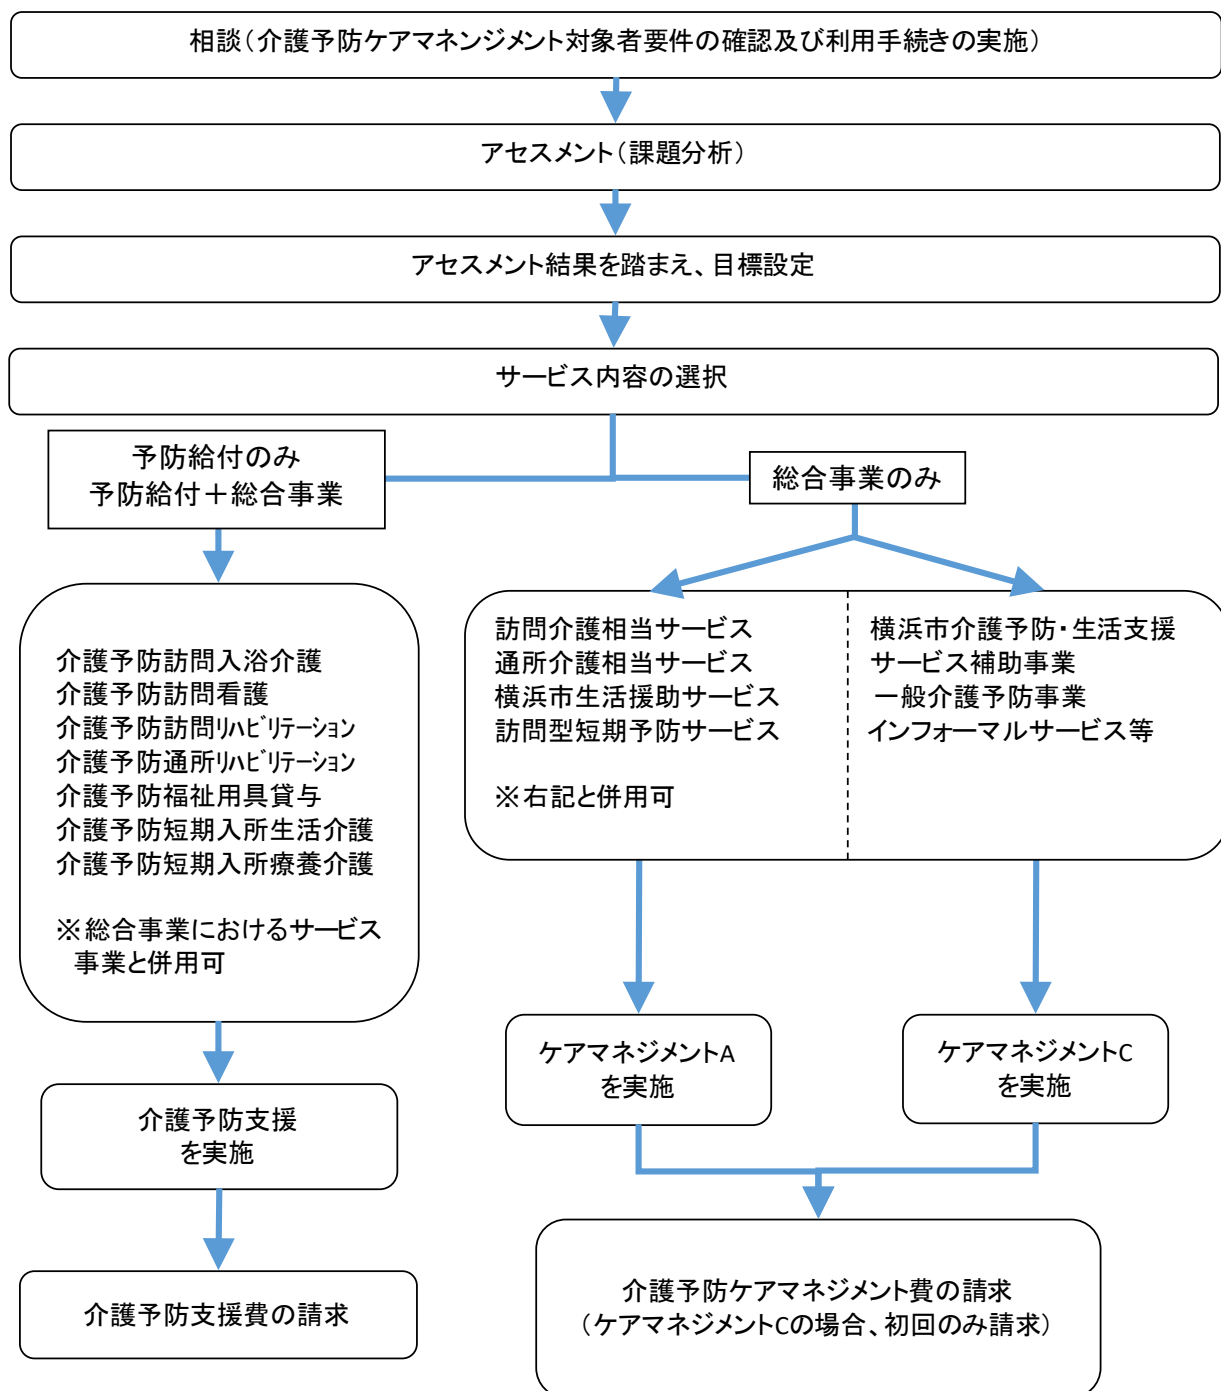 相談（介護予防ケアマネンジメント対象者要件の確認及び利用手続きの実施）
アセスメント（課題分析）
アセスメント結果を踏まえ、目標設定
サービス内容の選択
予防給付のみ
予防給付＋総合事業
総合事業のみ
介護予防訪問入浴介護
介護予防訪問看護
介護予防訪問ﾘﾊﾋﾞﾘﾃｰｼｮﾝ
介護予防通所ﾘﾊﾋﾞﾘﾃｰｼｮﾝ
介護予防福祉用具貸与
介護予防短期入所生活介護
介護予防短期入所療養介護
※総合事業におけるサービス
事業と併用可
訪問介護相当サービス
通所介護相当サービス
横浜市生活援助サービス
訪問型短期予防サービス
※右記と併用可
横浜市介護予防・生活支援
サービス補助事業
一般介護予防事業
インフォーマルサービス等
ケアマネジメントA
を実施
ケアマネジメントC
を実施
介護予防支援
を実施
介護予防支援費の請求
介護予防ケアマネジメント費の請求
（ケアマネジメントCの場合、初回のみ請求）